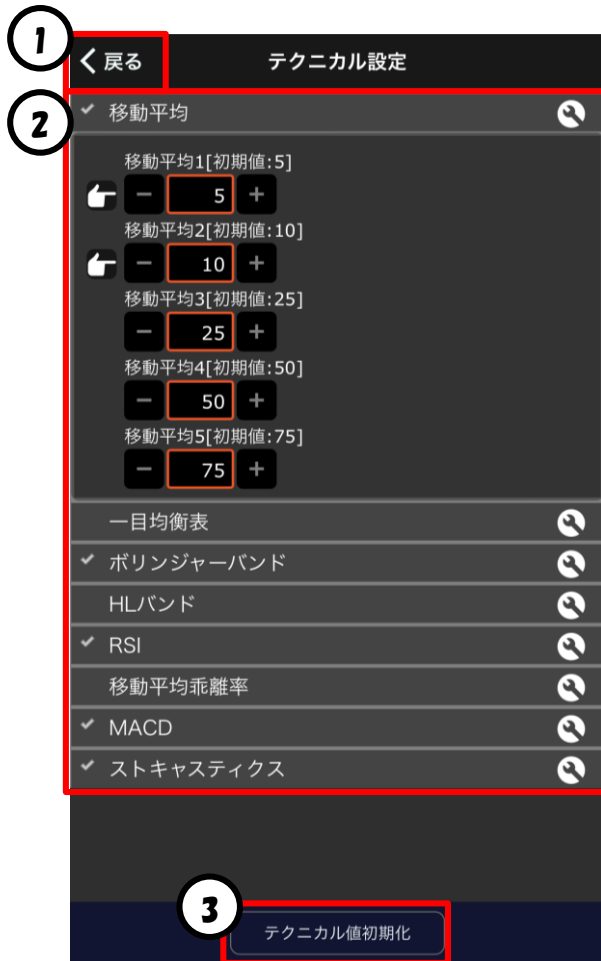 1
戻る
テクニカル設定
2
移動平均
移動平均1[初期値:5]
− 5 +
移動平均2[初期値:10]
− 10 +
移動平均3[初期値:25]
− 25 +
移動平均4[初期値:50]
− 50 +
移動平均5[初期値:75]
− 75 +
一目均衡表
ボリンジャーバンド
HLバンド
RSI
移動平均乖離率
MACD
ストキャスティクス
3
テクニカル値初期化